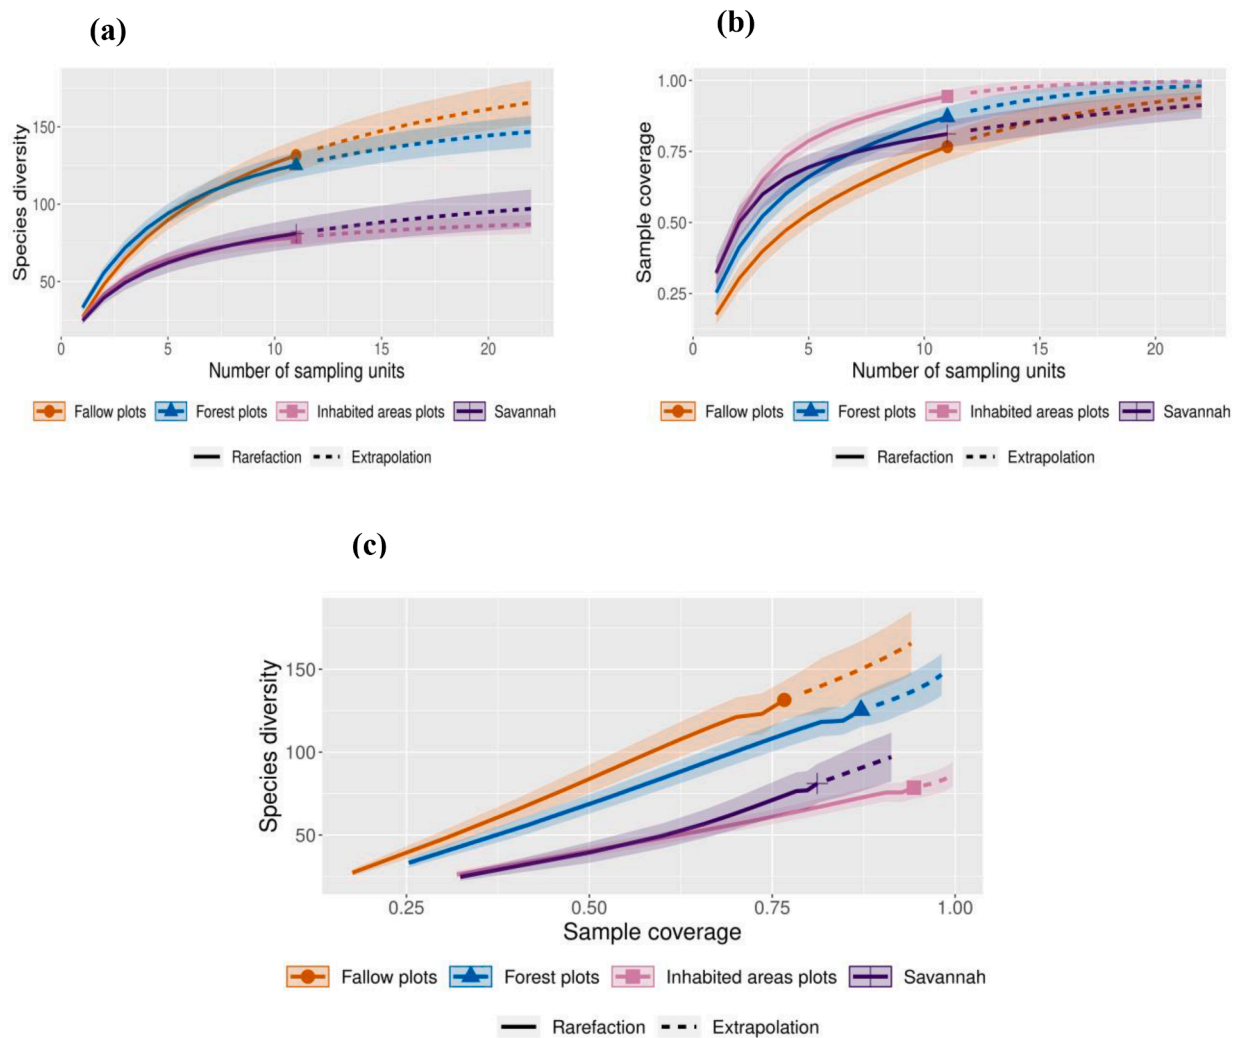 (a)
(b)
Species diversity
150
100
50
0 5 10 15 20
Number of sampling units
Fallow plots Forest plots Inhabited areas plots Savannah
Rarefaction Extrapolation
Sample coverage
1.00
0.75
0.50
0.25
0 5 10 15 20
Number of sampling units
Fallow plots Forest plots Inhabited areas plots Savannah
Rarefaction Extrapolation
(c)
Species diversity
150
100
50
0.25 0.50 0.75 1.00
Sample coverage
Fallow plots Forest plots Inhabited areas plots Savannah
Rarefaction Extrapolation